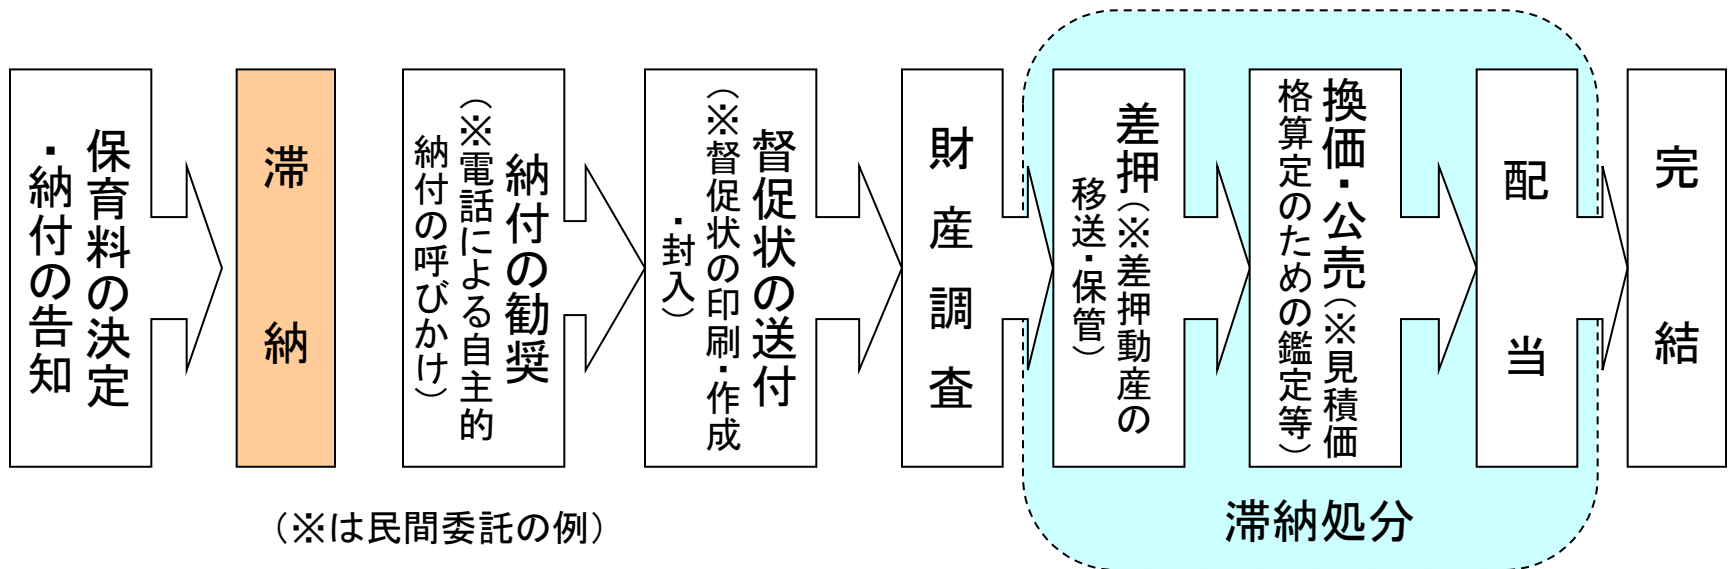 保育料の決定
・納付の告知
滞納
納付の勧奨
（※電話による自主的
納付の呼びかけ）
督促状の送付
（※督促状の印刷・作成
・封入）
財産調査
差押（※差押動産の
移送・保管）
換価・公売（※見積価
格算定のための鑑定等）
配当
完結
滞納処分
（※は民間委託の例）